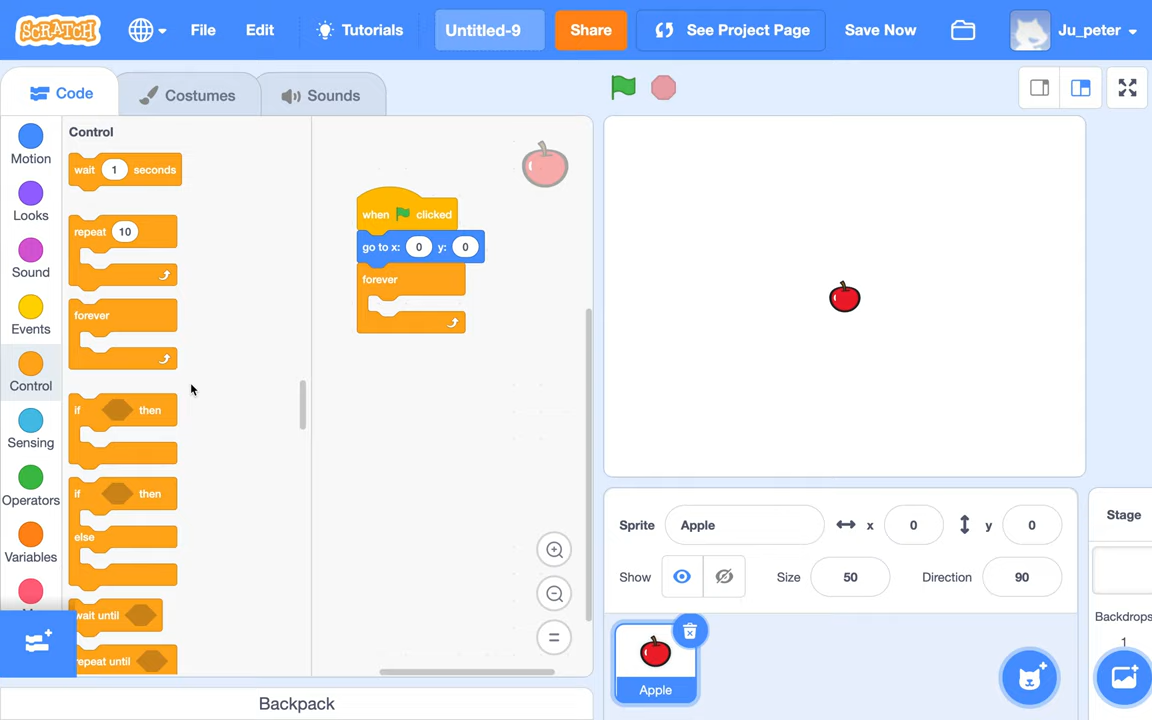 SCRATCH
File
Edit
Tutorials
Untitled-9
Share
See Project Page
Save Now
Ju_peter
Code
Costumes
Sounds
Motion
Looks
Sound
Events
Control
Sensing
Operators
Variables
Control
wait 1 seconds
repeat 10
forever
if then
if then
else
wait until
repeat until
when clicked
go to x: 0 y: 0
forever
Backpack
Sprite Apple x 0 y 0
Show Size 50 Direction 90
Apple
Stage
Backdrops
1